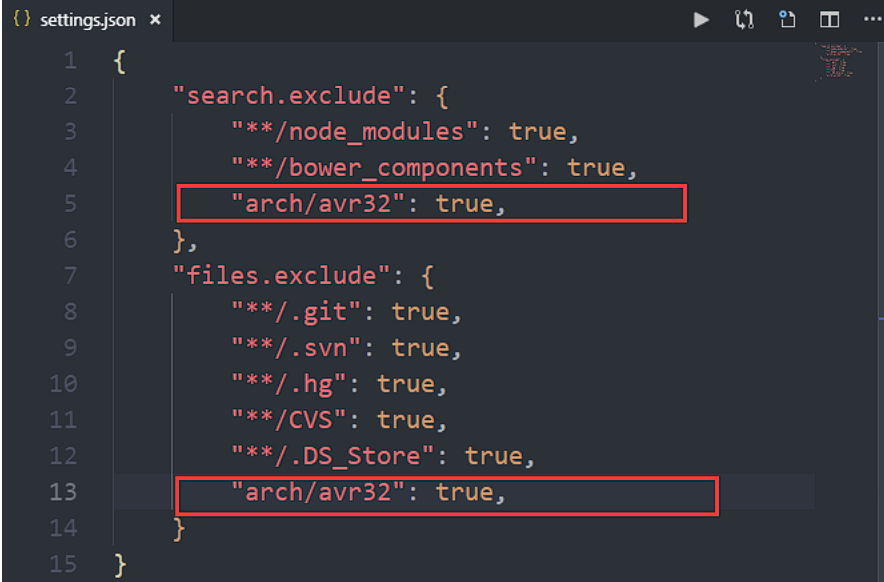 { } settings.json ×
1 {
2 "search.exclude": {
3 "**/node_modules": true,
4 "**/bower_components": true,
5 "arch/avr32": true,
6 },
7 "files.exclude": {
8 "**/.git": true,
9 "**/.svn": true,
10 "**/.hg": true,
11 "**/CVS": true,
12 "**/.DS_Store": true,
13 "arch/avr32": true,
14 }
15 }